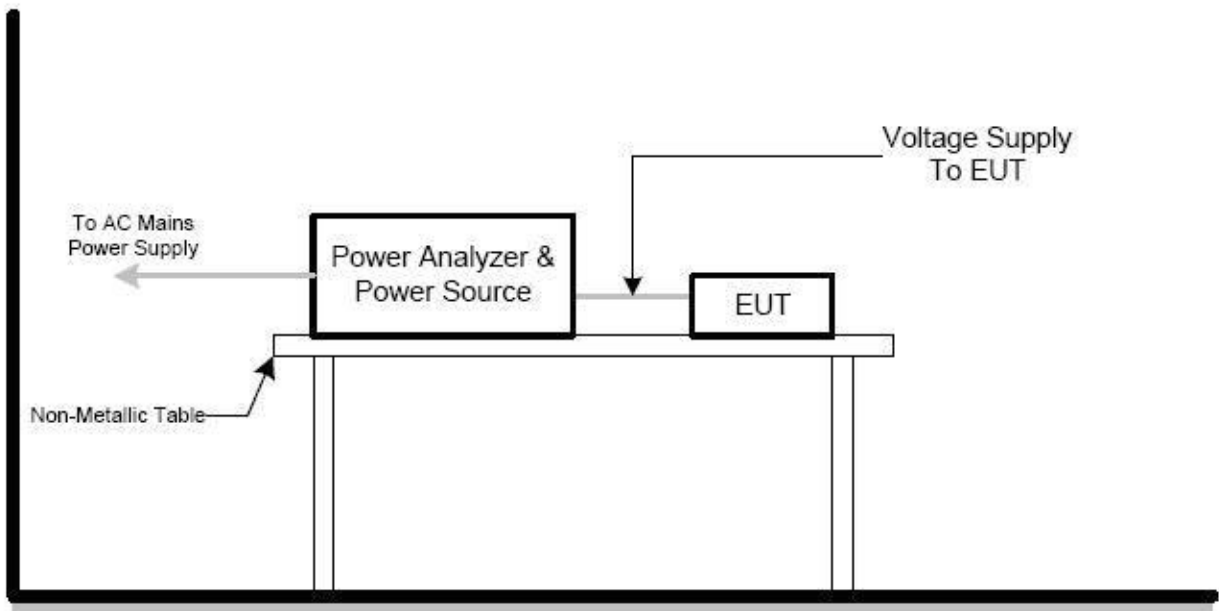 Voltage Supply
To EUT
To AC Mains
Power Supply
Power Analyzer &
Power Source
EUT
Non-Metallic Table